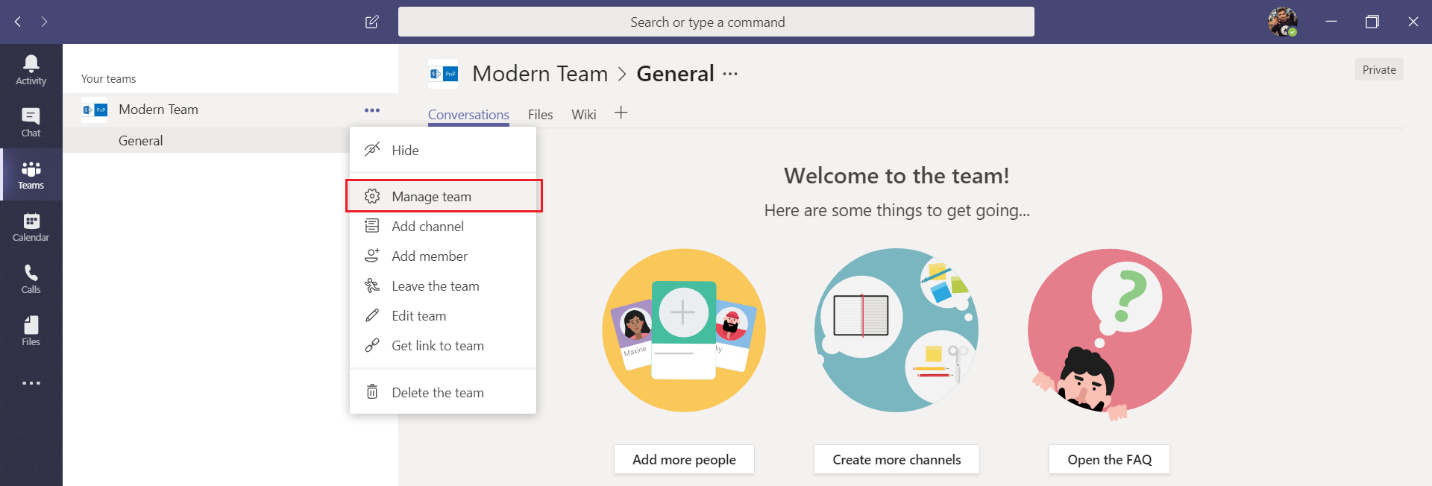 Search or type a command
Activity
Chat
Teams
Calendar
Calls
Files
Your teams
Modern Team
General
Hide
Manage team
Add channel
Add member
Leave the team
Edit team
Get link to team
Delete the team
Modern Team > General
Private
Conversations Files Wiki
Welcome to the team!
Here are some things to get going...
Maxine
Add more people
Create more channels
Open the FAQ